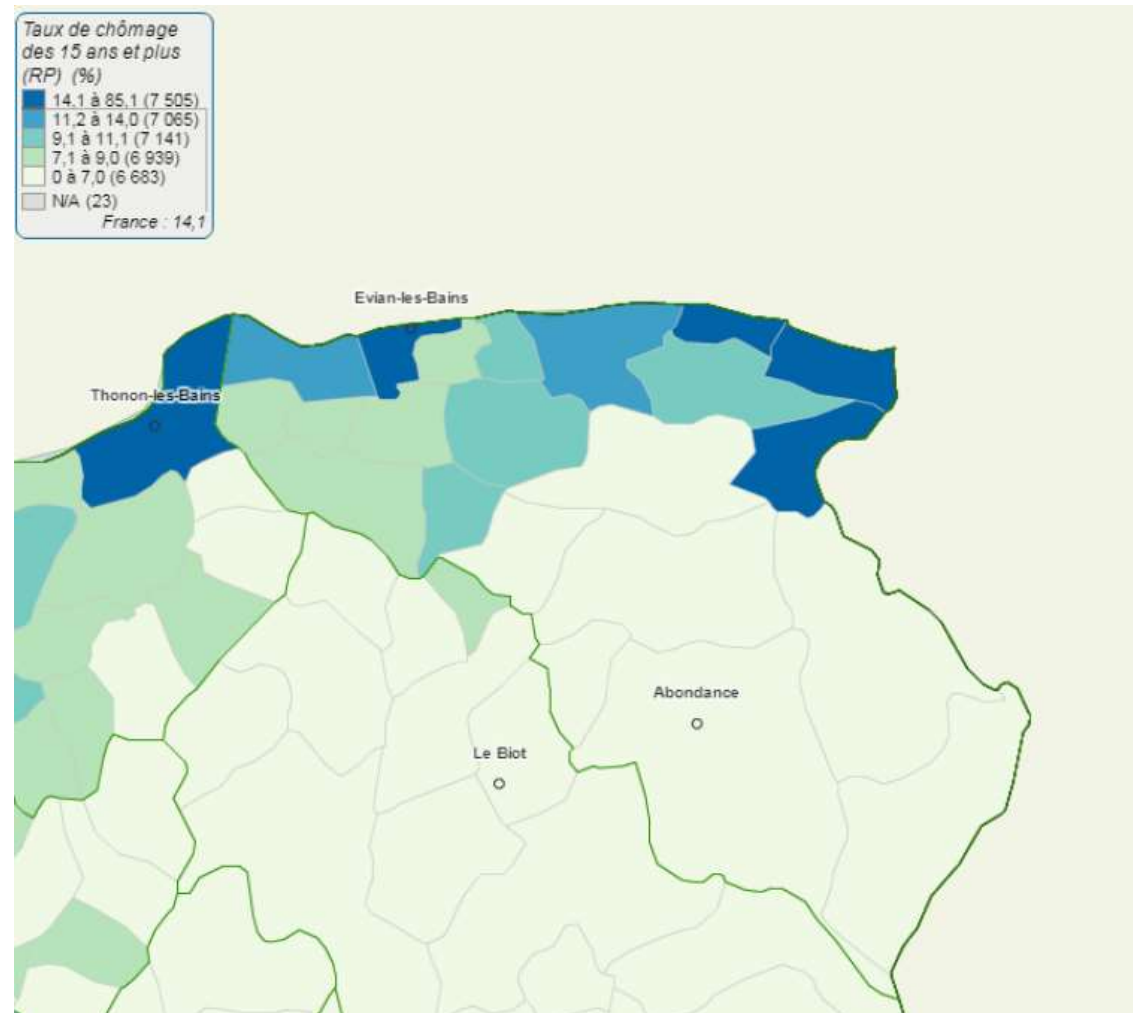 Taux de chômage
des 15 ans et plus
(RP) (%)
14,1 à 85,1 (7 505)
11,2 à 14,0 (7 065)
9,1 à 11,1 (7 141)
7,1 à 9,0 (6 939)
0 à 7,0 (6 683)
N/A (23)
France : 14,1
Evian-les-Bains
Thonon-les-Bains
Abondance
Le Biot